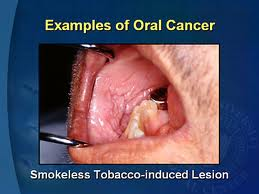 Examples of Oral Cancer
Smokeless Tobacco-induced Lesion